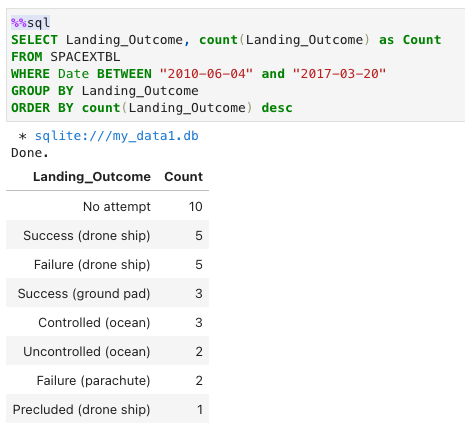 %%sql
SELECT Landing_Outcome, count(Landing_Outcome) as Count
FROM SPACEXTBL
WHERE Date BETWEEN "2010-06-04" and "2017-03-20"
GROUP BY Landing_Outcome
ORDER BY count(Landing_Outcome) desc
* sqlite:///my_data1.db
Done.
Landing_Outcome Count
No attempt 10
Success (drone ship) 5
Failure (drone ship) 5
Success (ground pad) 3
Controlled (ocean) 3
Uncontrolled (ocean) 2
Failure (parachute) 2
Precluded (drone ship) 1